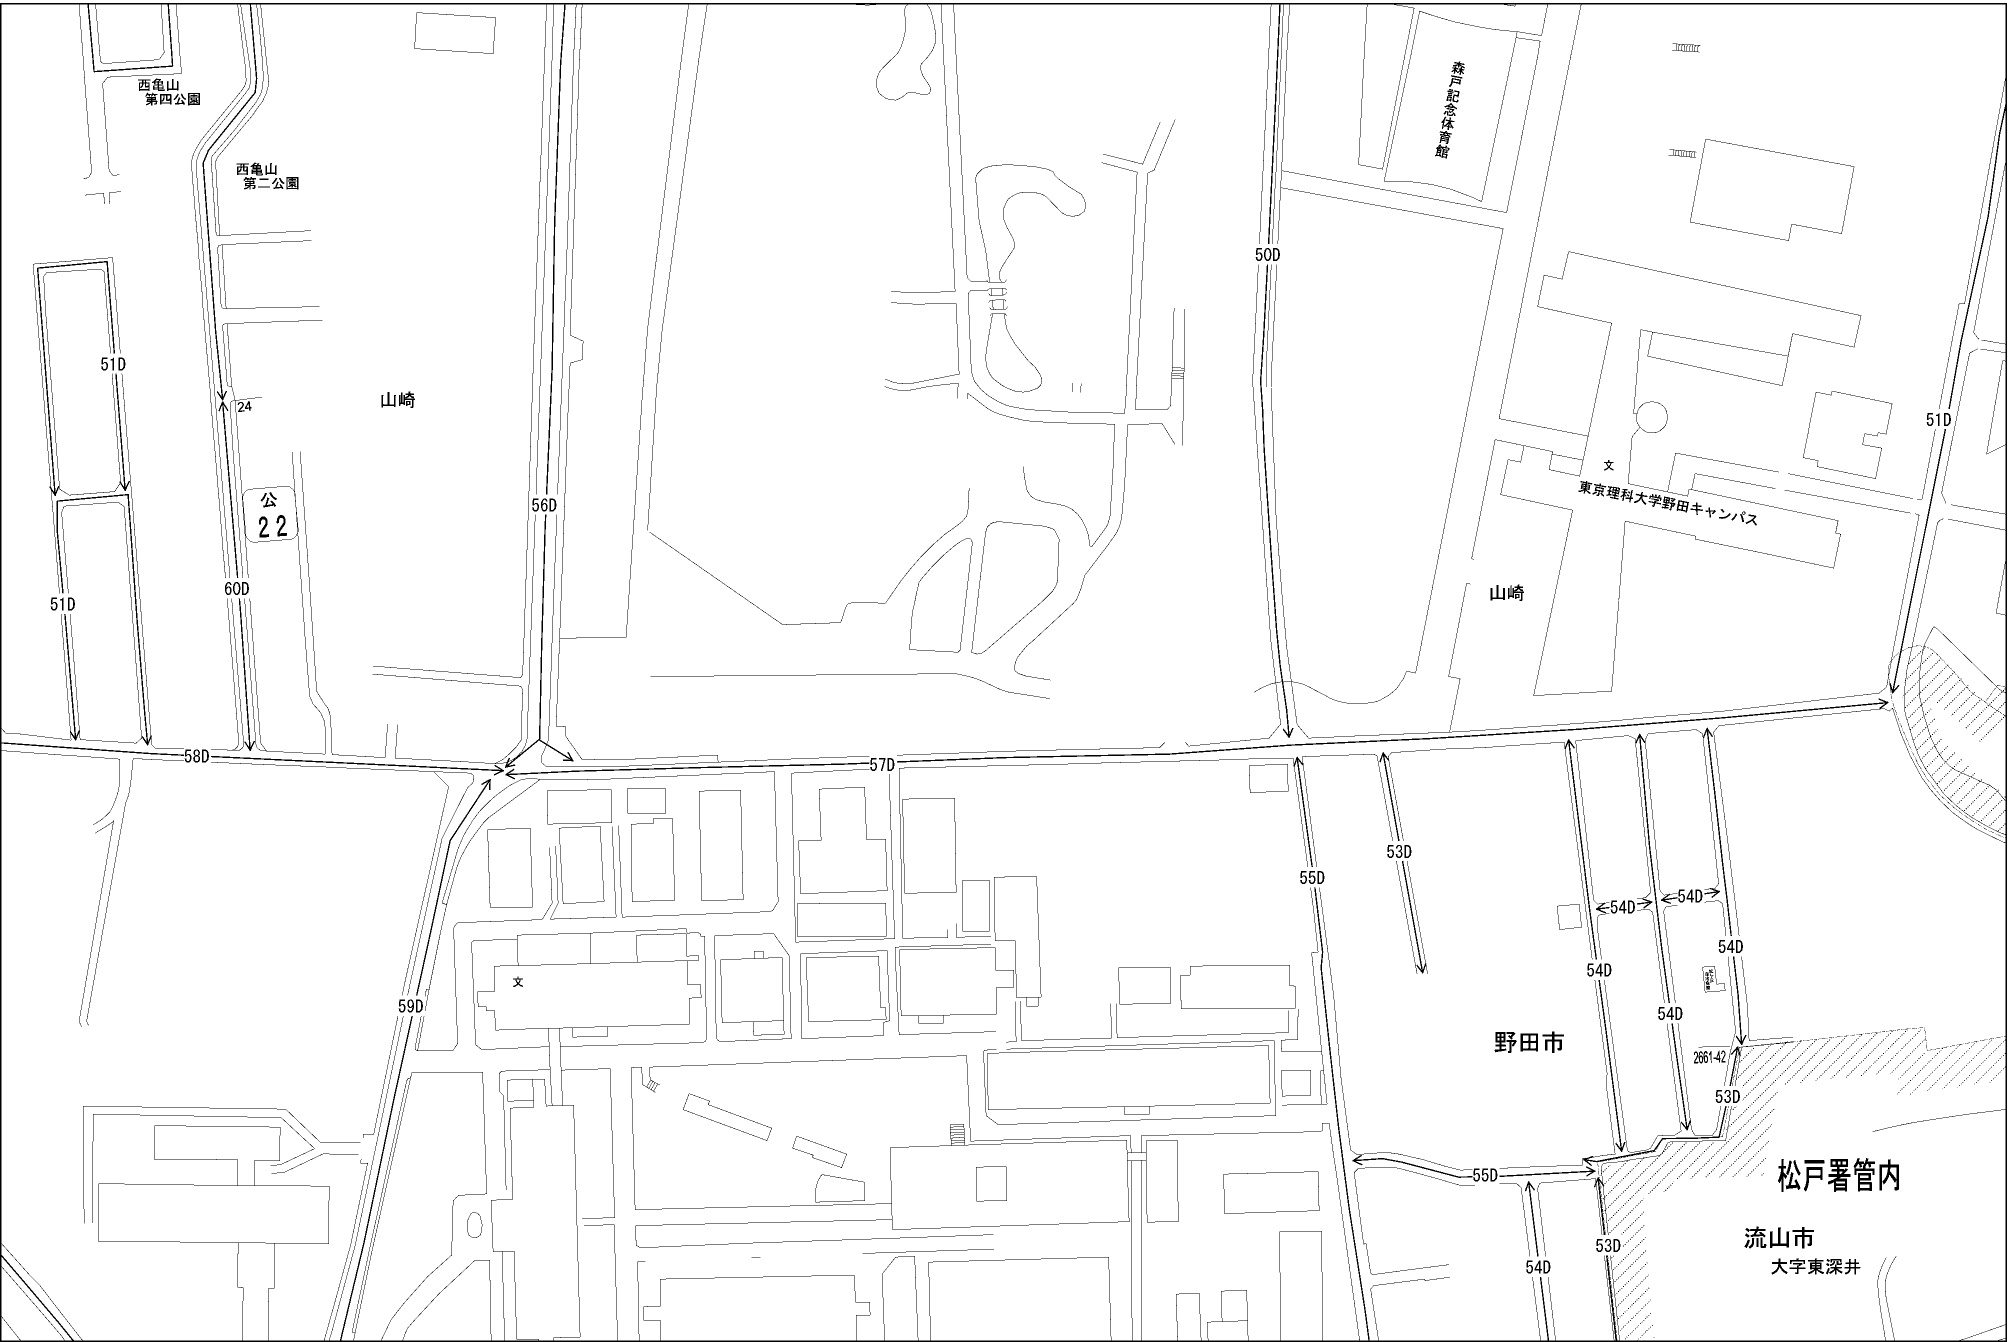 西亀山
第四公園
西亀山
第二公園
森戸記念体育館
50D
51D
山崎
24
51D
公
22
文
東京理科大学野田キャンパス
56D
60D
51D
山崎
58D
57D
53D
55D
54D
54D
54D
54D
54D
文
59D
野田市
2661-42
53D
55D
松戸署管内
流山市
大字東深井
53D
54D